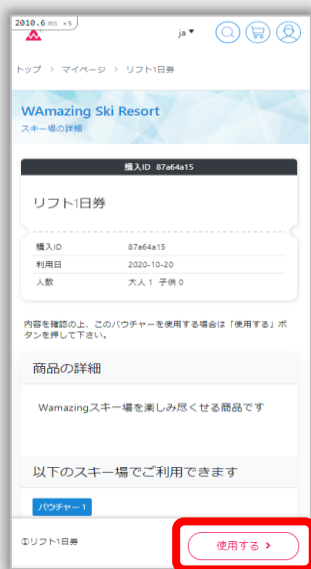 2010.6 ms ×5
ja ▼
トップ > マイページ > リフト1日券
WAmazing Ski Resort
スキー場の詳細
購入ID 87a64a15
リフト1日券
購入ID 87a64a15
利用日 2020-10-20
人数 大人 1 子供 0
内容を確認の上、このバウチャーを使用する場合は「使用する」ボ
タンを押して下さい。
商品の詳細
Wamazingスキー場を楽しみ尽くせる商品です
以下のスキー場でご利用できます
バウチャー 1
①リフト1日券
使用する >